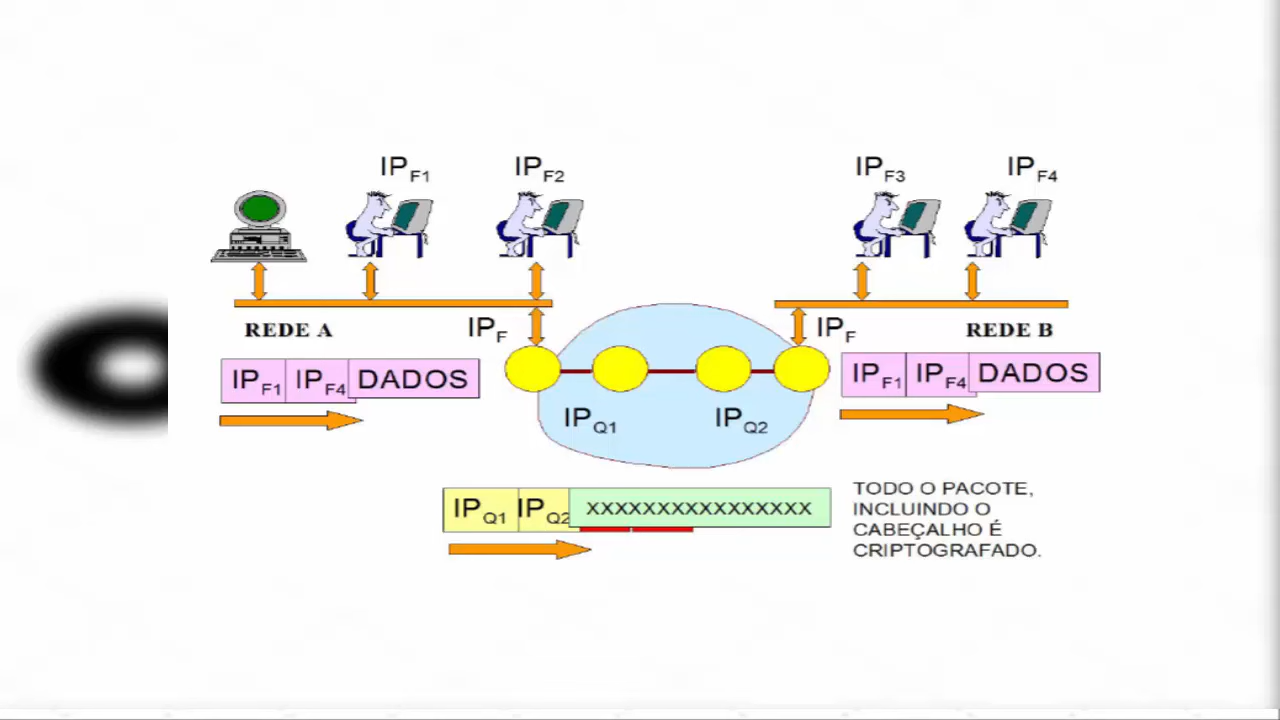 IPF1
IPF2
IPF3
IPF4
REDE A
IPF
IPF
REDE B
IPF1 IPF4 DADOS
IPF1 IPF4 DADOS
IPQ1
IPQ2
IPQ1 IPQ2 XXXXXXXXXXXXXXXX
TODO O PACOTE,
INCLUINDO O
CABEÇALHO É
CRIPTOGRAFADO.